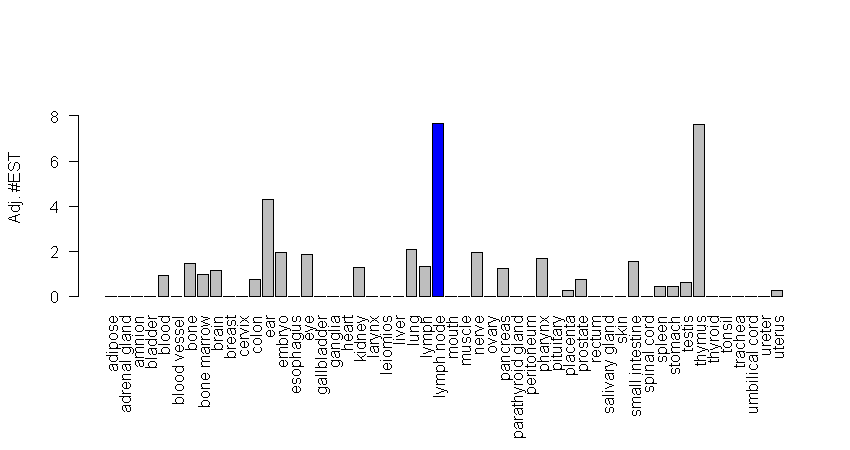 8
6
4
2
0
Adj. #EST
adipose
adrenal gland
amnion
bladder
blood
blood vessel
bone
bone marrow
brain
breast
cervix
colon
ear
embryo
esophagus
eye
gallbladder
ganglia
heart
kidney
larynx
leiomios
liver
lung
lymph
lymph node
mouth
muscle
nerve
ovary
pancreas
parathyroid gland
peritoneum
pharynx
pituitary
placenta
prostate
rectum
salivary gland
skin
small intestine
spinal cord
spleen
stomach
testis
thymus
thyroid
tonsil
trachea
umbilical cord
ureter
uterus